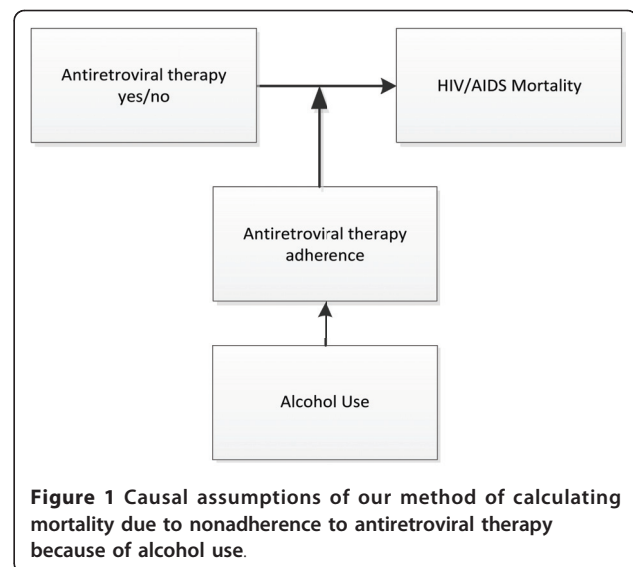 Antiretroviral therapy
yes/no
HIV/AIDS Mortality
Antiretroviral therapy
adherence
Alcohol Use
Figure 1 Causal assumptions of our method of calculating
mortality due to nonadherence to antiretroviral therapy
because of alcohol use.